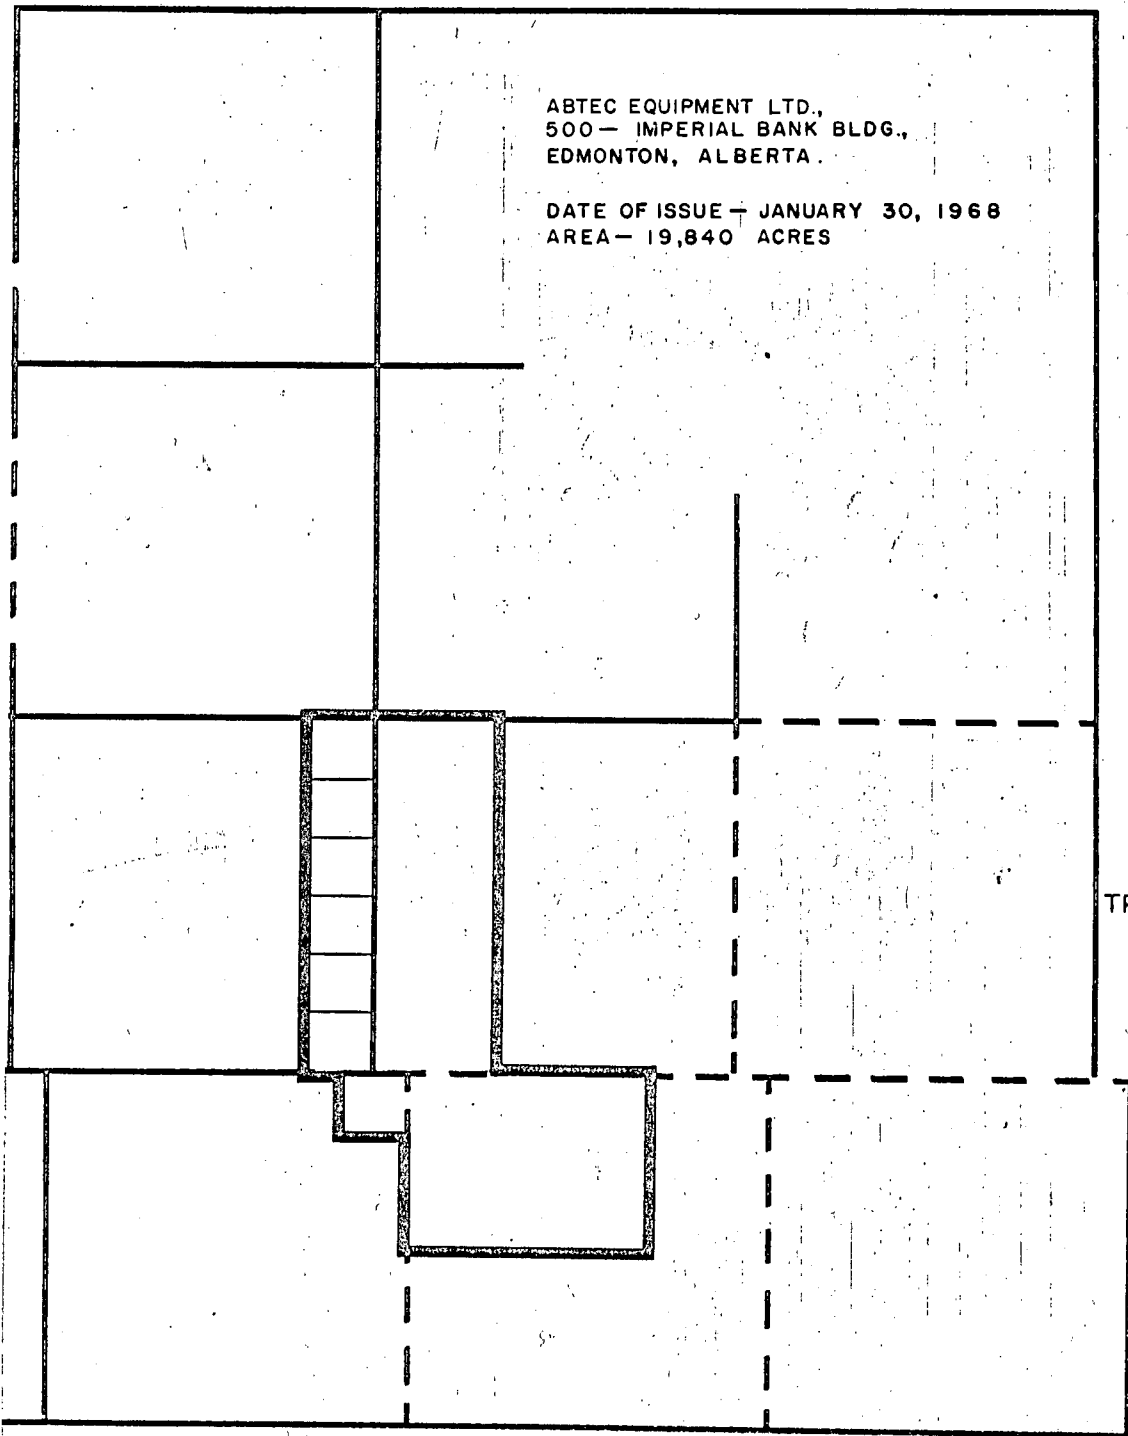 ABTEC EQUIPMENT LTD.,
500— IMPERIAL BANK BLDG.,
EDMONTON, ALBERTA.
DATE OF ISSUE — JANUARY 30, 1968
AREA— 19,840 ACRES